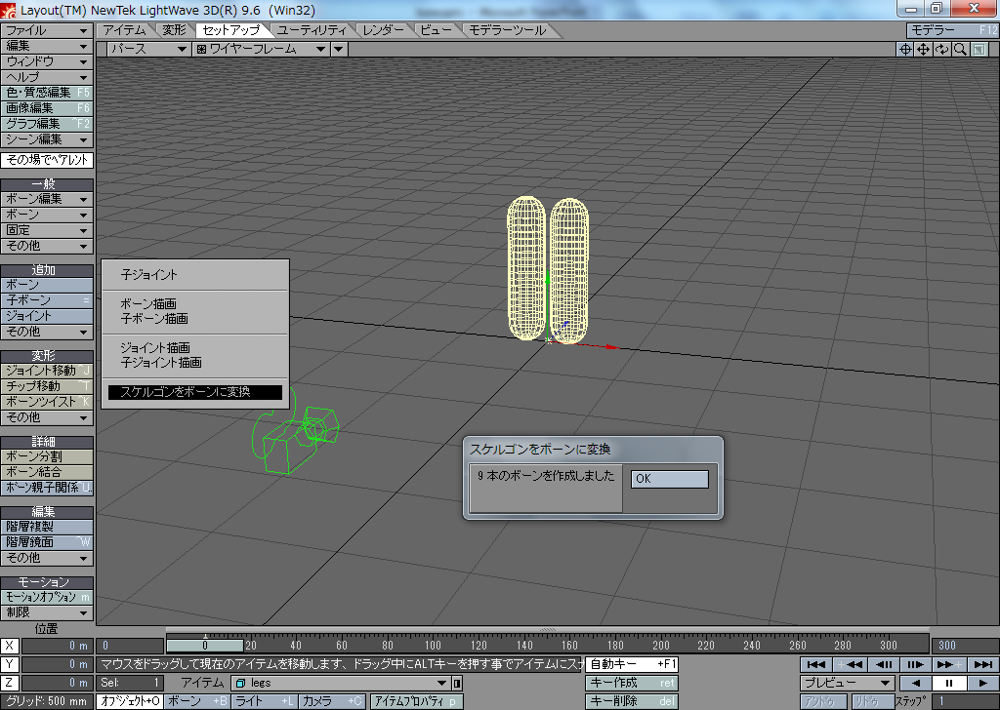 Layout(TM) NewTek LightWave 3D(R) 9.6 (Win32)
ファイル
アイテム 変形 セットアップ ユーティリティ レンダー ビュー モデラーツール
モデラー F12
編集
パース ワイヤーフレーム
ウィンドウ
ヘルプ
色・質感編集 F5
画像編集 F6
グラフ編集 ^F2
シーン編集
その場でペアレント
一般
ボーン編集
ボーン
固定
その他
追加
ボーン
子ボーン =
ジョイント
その他
子ジョイント
ボーン描画
子ボーン描画
ジョイント描画
子ジョイント描画
スケルゴンをボーンに変換
変形
ジョイント移動 ^J
チップ移動 ^T
ボーンツイスト ^K
その他
詳細
ボーン分割
ボーン結合
ボーン親子関係 U
スケルゴンをボーンに変換
9 本のボーンを作成しました
OK
編集
階層複製
階層鏡面 ^W
その他
モーション
モーションオプション m
制限
位置
X 0 m
0 0 20 40 60 80 100 120 140 160 180 200 220 240 260 280 300 300
Y 0 m
マウスをドラッグして現在のアイテムを移動します、ドラッグ中にALTキーを押す事でアイテムにスナ
自動キー +F1
Z 0 m
Sel: 1
アイテム legs
キー作成 ret
プレビュー
グリッド: 500 mm
オブジェクト+O ボーン +B ライト +L カメラ +C アイテムプロパティ p
キー削除 del
アンドゥ リドゥ ステップ